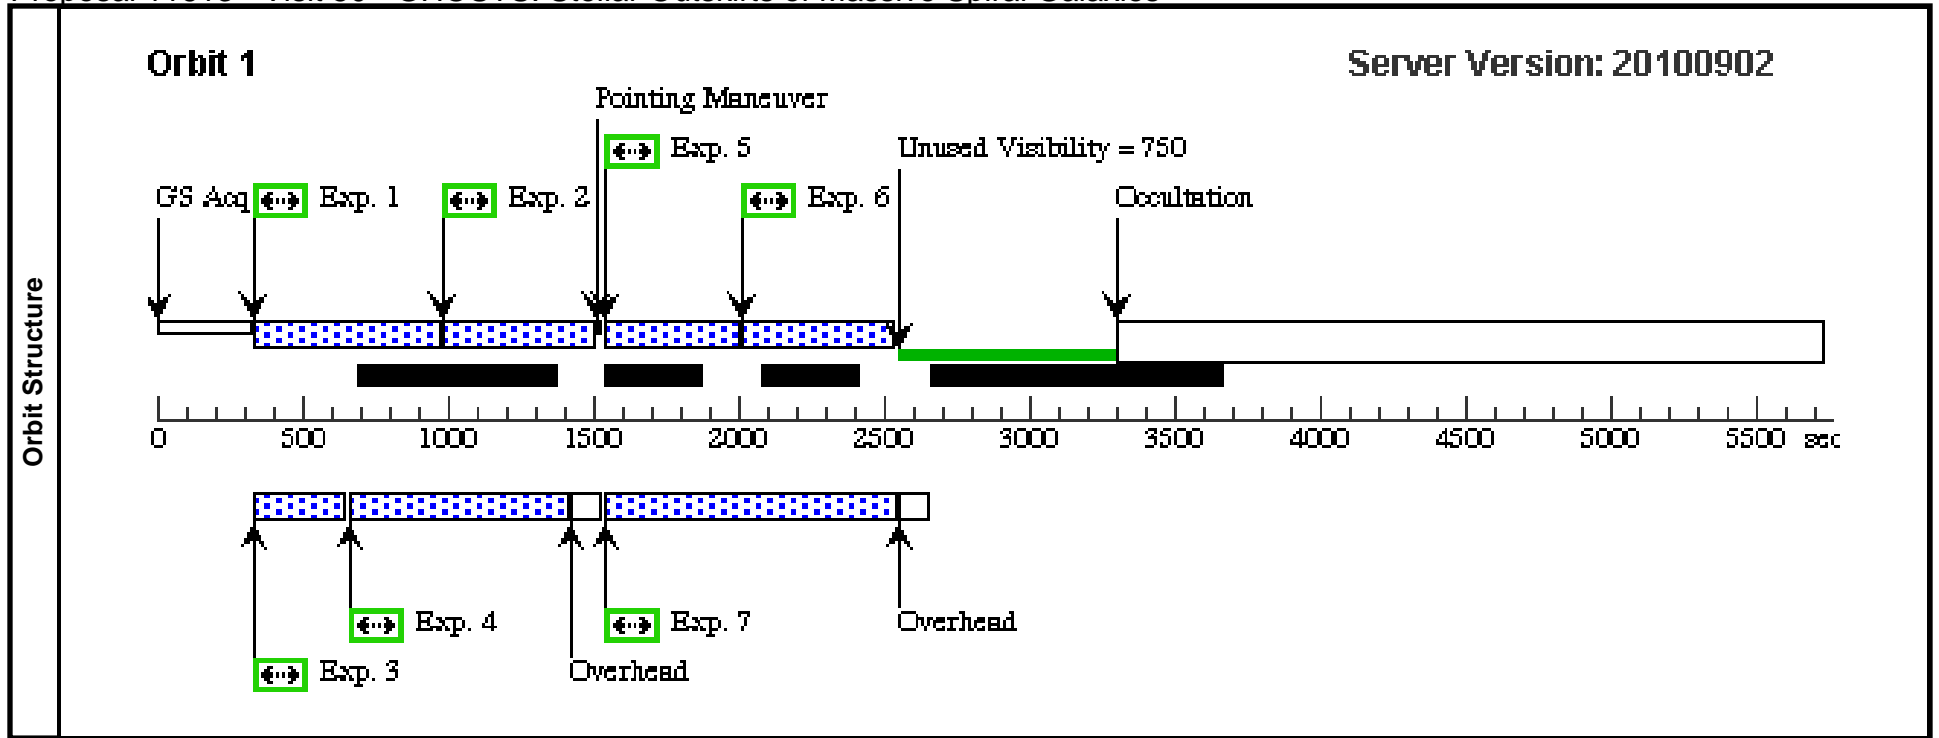 Orbit 1
Server Version: 20100902
Pointing Maneuver
Exp. 5
Unused Visibility = 750
GS Acq
Exp. 1
Exp. 2
Exp. 6
Occultation
Orbit Structure
0 500 1000 1500 2000 2500 3000 3500 4000 4500 5000 5500 sec
Exp. 4
Exp. 7
Overhead
Exp. 3
Overhead